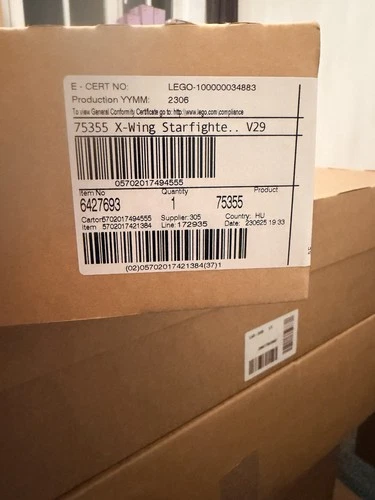 E - CERT NO: LEGO-100000034883
Production YYMM: 2306
To view General Conformity Certificate go to: http://www.lego.com/compliance
75355 X-Wing Starfighte.. V29
05702017494555
Item No Quantity Product
6427693 1 75355
Carton5702017494555 Supplier: 305 Country: HU
Item 5702017421384 Line: 172935 Date: 230625 19:33
(02)05702017421384(37)1